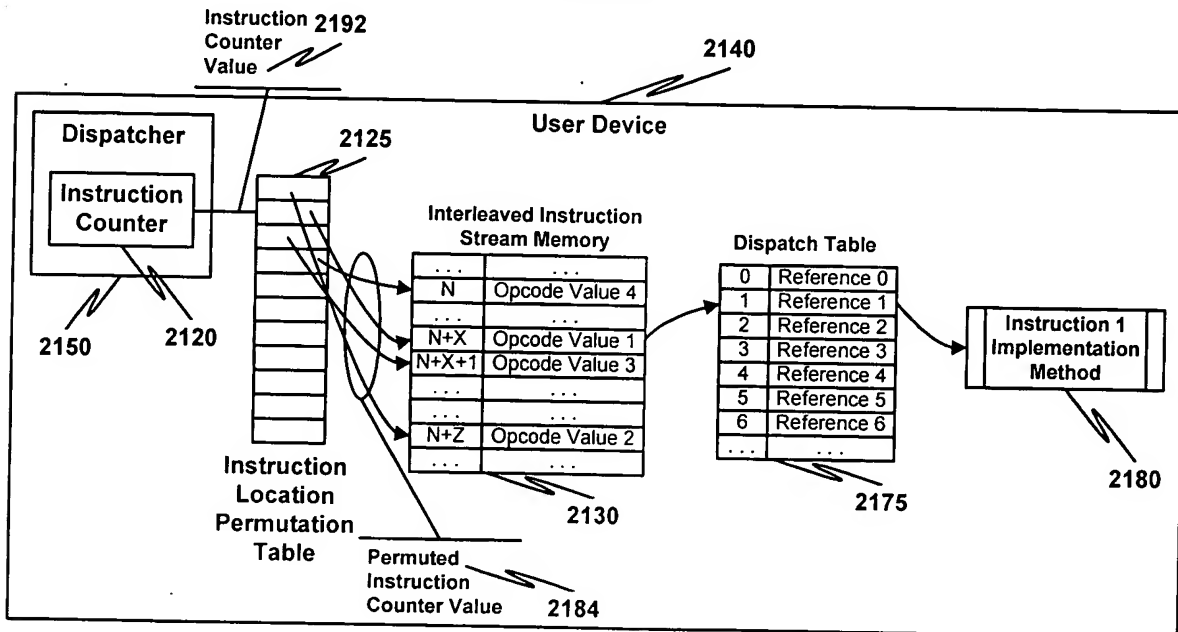 Instruction 2192
Counter
Value
2140
User Device
Dispatcher
Instruction
Counter
2150
2120
2125
Instruction
Location
Permutation
Table
Interleaved Instruction
Stream Memory
. . . . . .
N Opcode Value 4
. . . . . .
N+X Opcode Value 1
N+X+1 Opcode Value 3
. . . . . .
. . . . . .
N+Z Opcode Value 2
. . . . . .
2130
Permuted
Instruction
Counter Value
2184
Dispatch Table
0 Reference 0
1 Reference 1
2 Reference 2
3 Reference 3
4 Reference 4
5 Reference 5
6 Reference 6
. . . . . .
2175
Instruction 1
Implementation
Method
2180